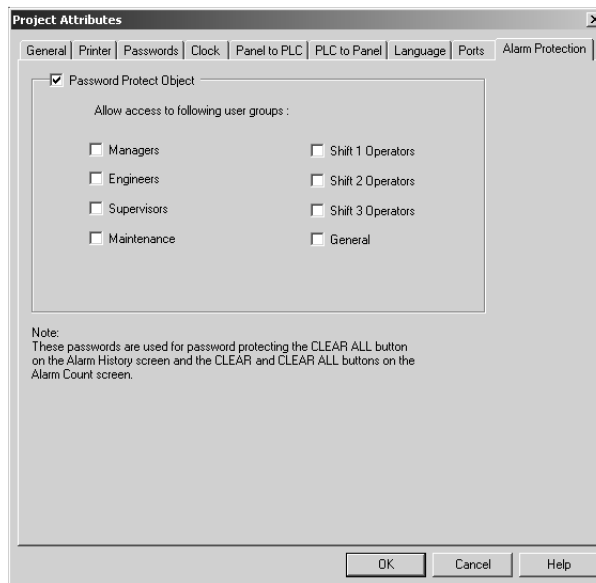 Project Attributes
General Printer Passwords Clock Panel to PLC PLC to Panel Language Ports Alarm Protection
Password Protect Object
Allow access to following user groups :
Managers Shift 1 Operators
Engineers Shift 2 Operators
Supervisors Shift 3 Operators
Maintenance General
Note:
These passwords are used for password protecting the CLEAR ALL button
on the Alarm History screen and the CLEAR and CLEAR ALL buttons on the
Alarm Count screen.
OK Cancel Help